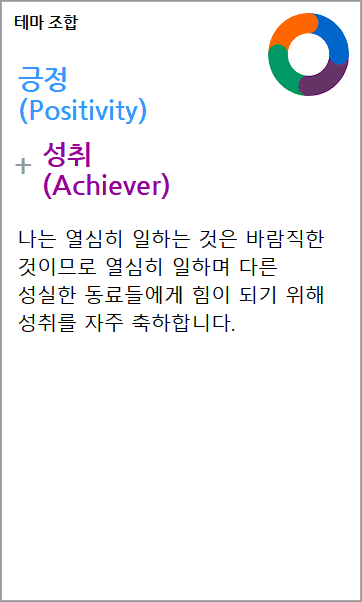 테마 조합
긍정
(Positivity)
+ 성취
(Achiever)
나는 열심히 일하는 것은 바람직한
것이므로 열심히 일하며 다른
성실한 동료들에게 힘이 되기 위해
성취를 자주 축하합니다.